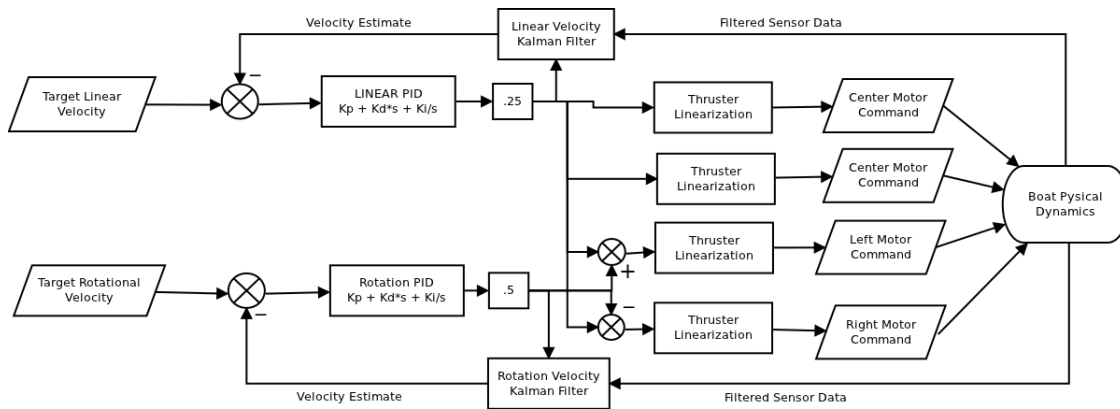 Velocity Estimate
Linear Velocity
Kalman Filter
Filtered Sensor Data
Target Linear
Velocity
−
LINEAR PID
Kp + Kd*s + Ki/s
.25
Thruster
Linearization
Center Motor
Command
Thruster
Linearization
Center Motor
Command
Boat Pysical
Dynamics
Thruster
Linearization
Left Motor
Command
+
Target Rotational
Velocity
−
Rotation PID
Kp + Kd*s + Ki/s
.5
−
Thruster
Linearization
Right Motor
Command
Rotation Velocity
Kalman Filter
Velocity Estimate
Filtered Sensor Data